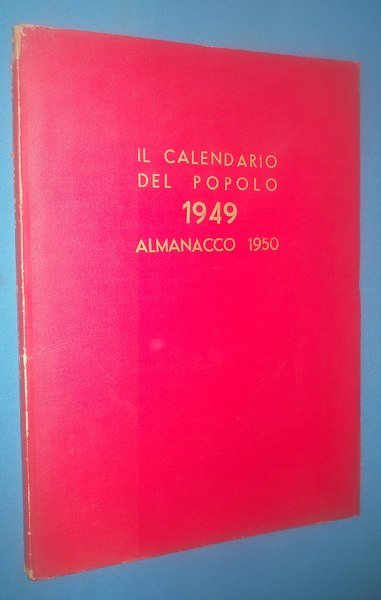 IL CALENDARIO
DEL POPOLO
1949
ALMANACCO 1950